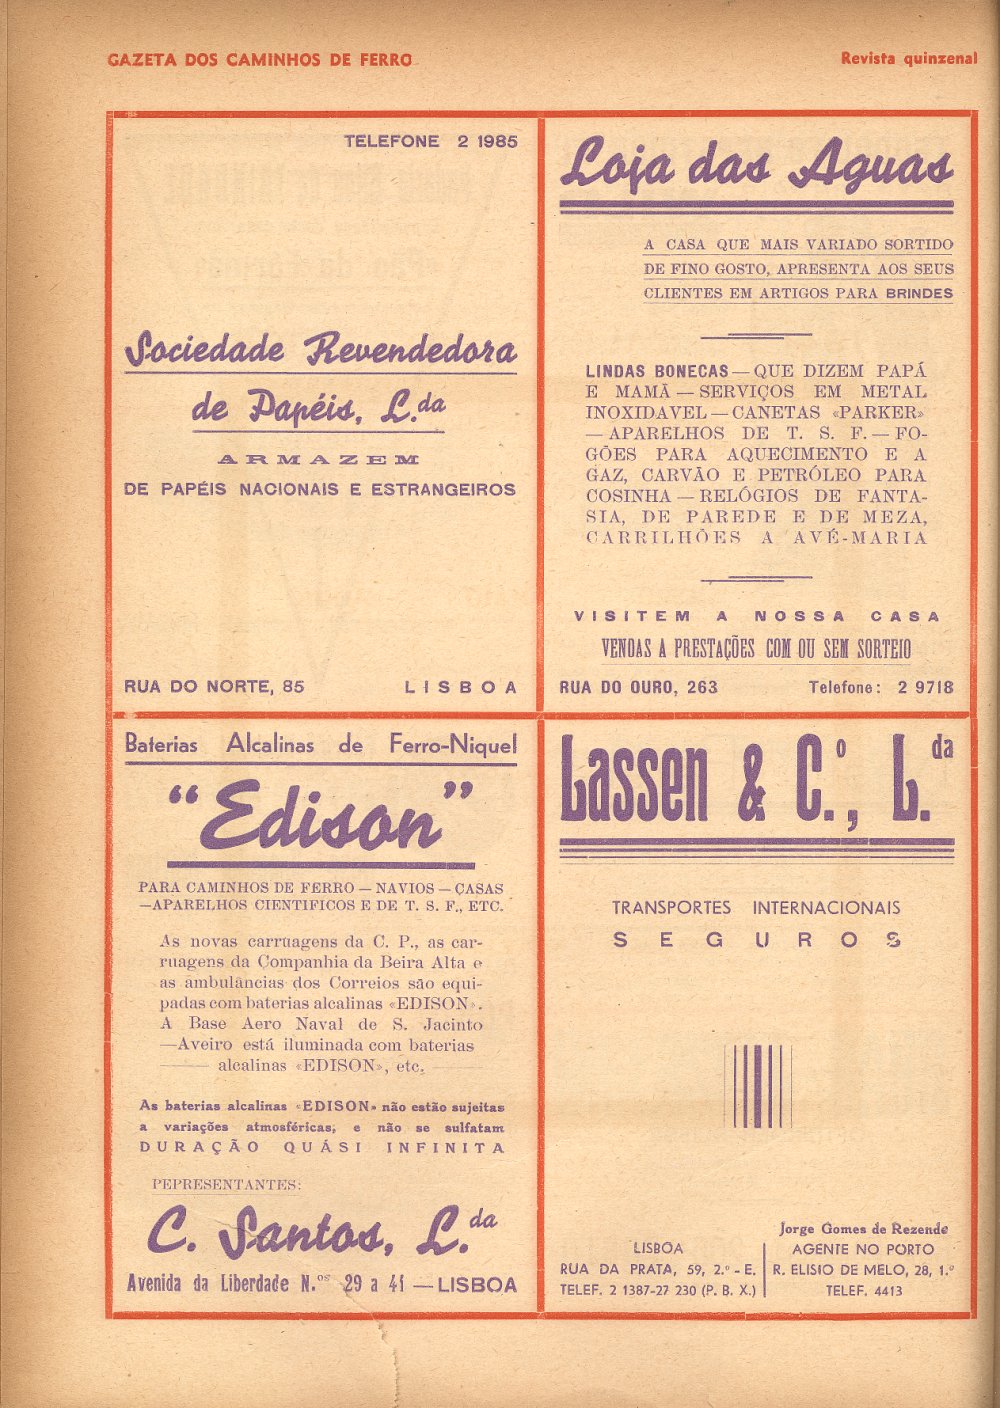 GAZETA DOS CAMINHOS DE FERRO
Revista quinzenal
TELEFONE 2 1985
Sociedade Revendedora
de Papéis, L.da
ARMAZEM
DE PAPÉIS NACIONAIS E ESTRANGEIROS
RUA DO NORTE, 85 LISBOA
Loja das Aguas
A CASA QUE MAIS VARIADO SORTIDO
DE FINO GOSTO, APRESENTA AOS SEUS
CLIENTES EM ARTIGOS PARA BRINDES
LINDAS BONECAS — QUE DIZEM PAPÁ
E MAMÃ — SERVIÇOS EM METAL
INOXIDAVEL — CANETAS «PARKER»
— APARELHOS DE T. S. F. — FO-
GÕES PARA AQUECIMENTO E A
GAZ, CARVÃO E PETRÓLEO PARA
COSINHA — RELÓGIOS DE FANTA-
SIA, DE PAREDE E DE MEZA,
CARRILHÕES A AVÉ-MARIA
VISITEM A NOSSA CASA
VENDAS A PRESTAÇÕES COM OU SEM SORTEIO
RUA DO OURO, 263 Telefone: 2 9718
Baterias Alcalinas de Ferro-Niquel
“Edison”
PARA CAMINHOS DE FERRO — NAVIOS — CASAS
—APARELHOS CIENTIFICOS E DE T. S. F., ETC.
As novas carruagens da C. P., as car-
ruagens da Companhia da Beira Alta e
as ambulâncias dos Correios são equi-
padas com baterias alcalinas «EDISON».
A Base Aero Naval de S. Jacinto
—Aveiro está iluminada com baterias
alcalinas «EDISON», etc.
As baterias alcalinas «EDISON» não estão sujeitas
a variações atmosféricas, e não se sulfatam
DURAÇÃO QUÁSI INFINITA
PEPRESENTANTES:
C. Santos, L.da
Avenida da Liberdade N.os 29 a 41 — LISBOA
Lassen & C.º, L.da
TRANSPORTES INTERNACIONAIS
SEGUROS
LISBOA
RUA DA PRATA, 59, 2.º - E.
TELEF. 2 1387-27 230 (P. B. X.)
Jorge Gomes de Rezende
AGENTE NO PORTO
R. ELISIO DE MELO, 28, 1.º
TELEF. 4413